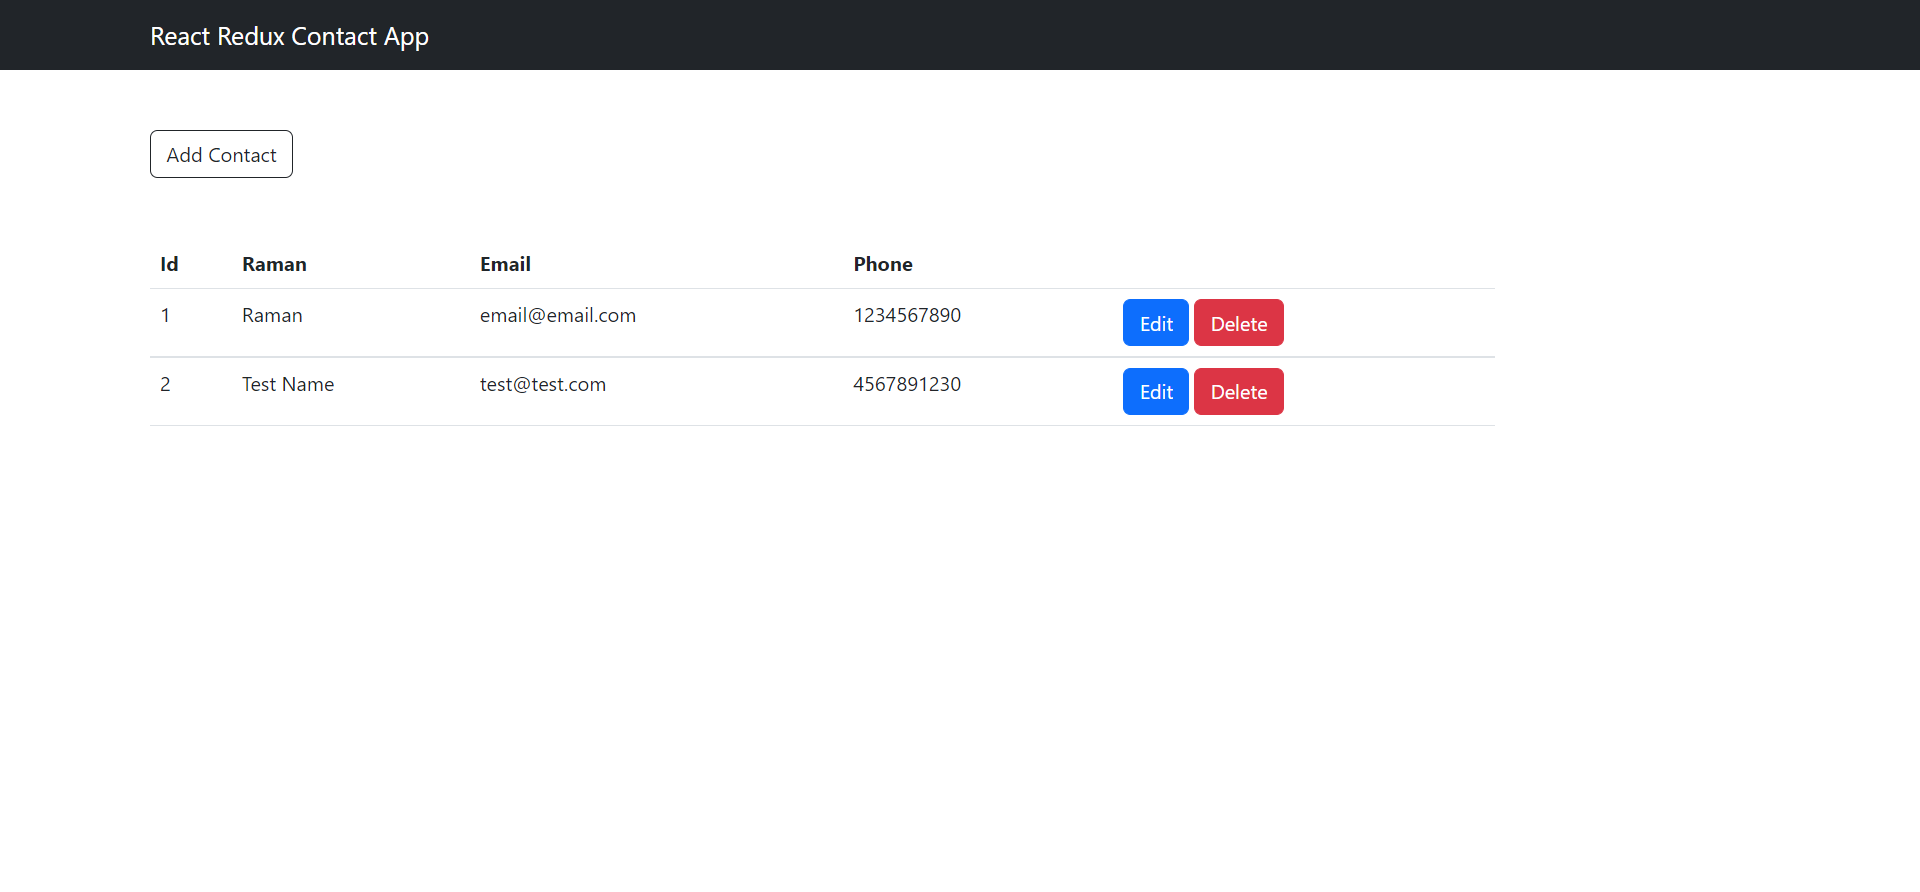 React Redux Contact App
Add Contact
Id Raman Email Phone
1 Raman email@email.com 1234567890 Edit Delete
2 Test Name test@test.com 4567891230 Edit Delete